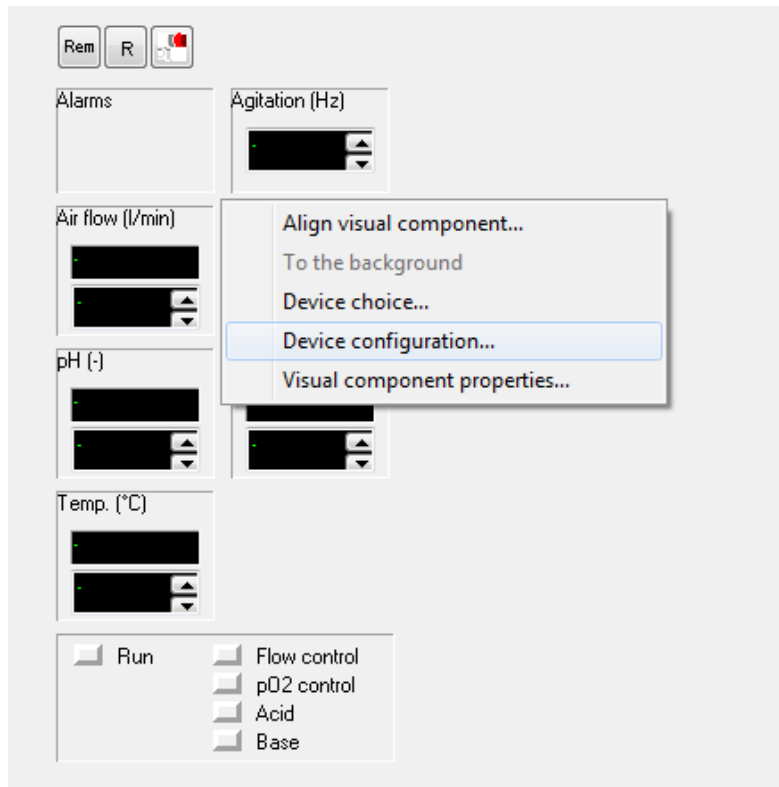 Rem R
Alarms Agitation (Hz)
Air flow (l/min)
Align visual component...
To the background
Device choice...
Device configuration...
Visual component properties...
pH (-)
Temp. (°C)
Run Flow control
pO2 control
Acid
Base